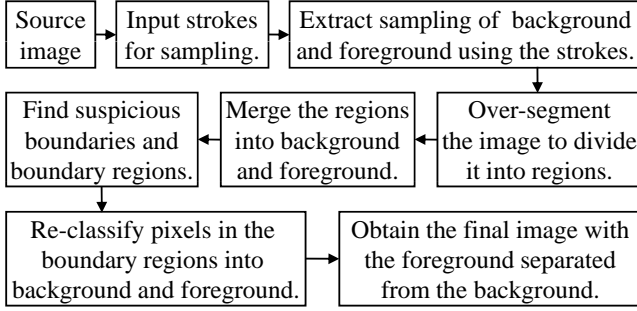 Source
image
Input strokes
for sampling.
Extract sampling of background
and foreground using the strokes.
Find suspicious
boundaries and
boundary regions.
Merge the regions
into background
and foreground.
Over-segment
the image to divide
it into regions.
Re-classify pixels in the
boundary regions into
background and foreground.
Obtain the final image with
the foreground separated
from the background.